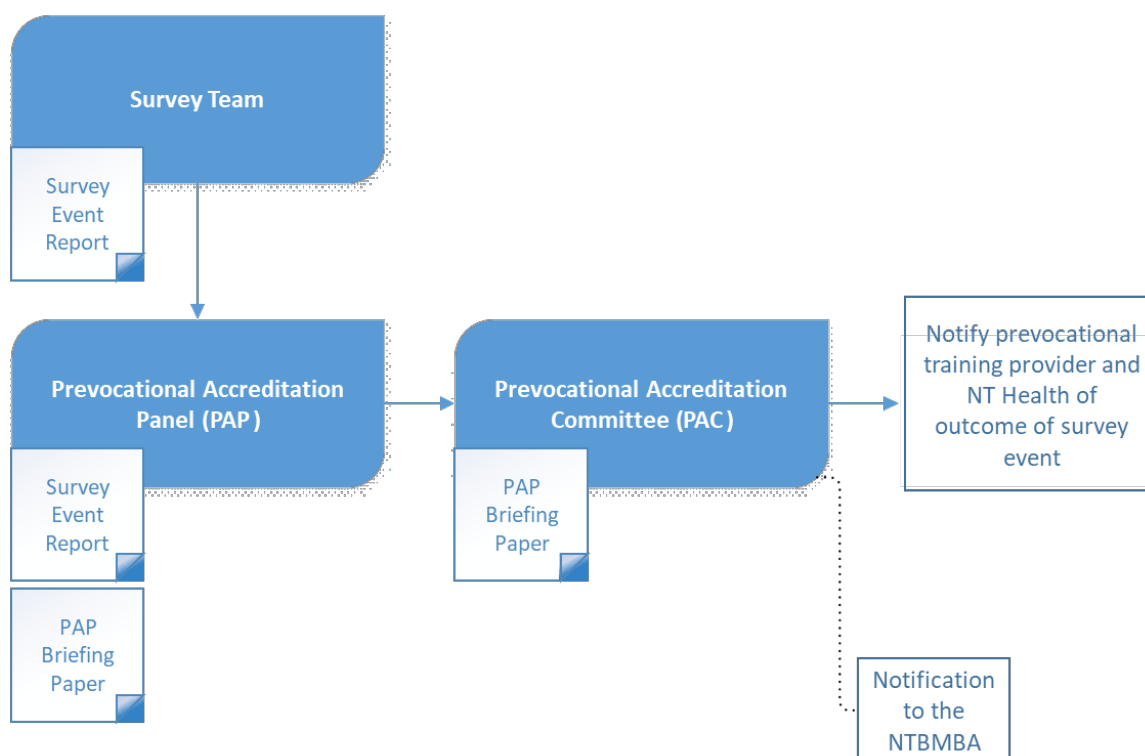 Survey Team
Survey
Event
Report
Prevocational Accreditation
Panel (PAP)
Survey
Event
Report
PAP
Briefing
Paper
Prevocational Accreditation
Committee (PAC)
PAP
Briefing
Paper
Notify prevocational
training provider and
NT Health of
outcome of survey
event
Notification
to the
NTBMBA